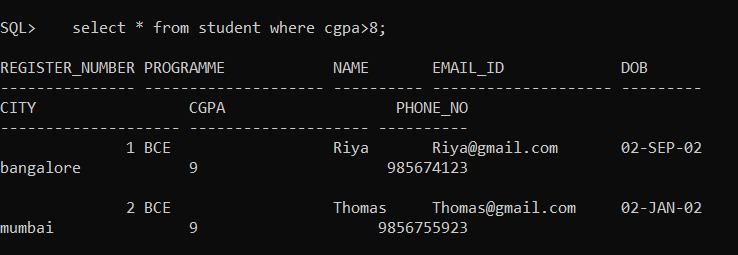 SQL>    select * from student where cgpa>8;
REGISTER_NUMBER PROGRAMME            NAME       EMAIL_ID             DOB
--------------- -------------------- ---------- -------------------- ---------
CITY                 CGPA                   PHONE_NO
-------------------- -------------------- ----------
              1 BCE                  Riya       Riya@gmail.com       02-SEP-02
bangalore            9                     985674123
              2 BCE                  Thomas     Thomas@gmail.com     02-JAN-02
mumbai               9                    9856755923